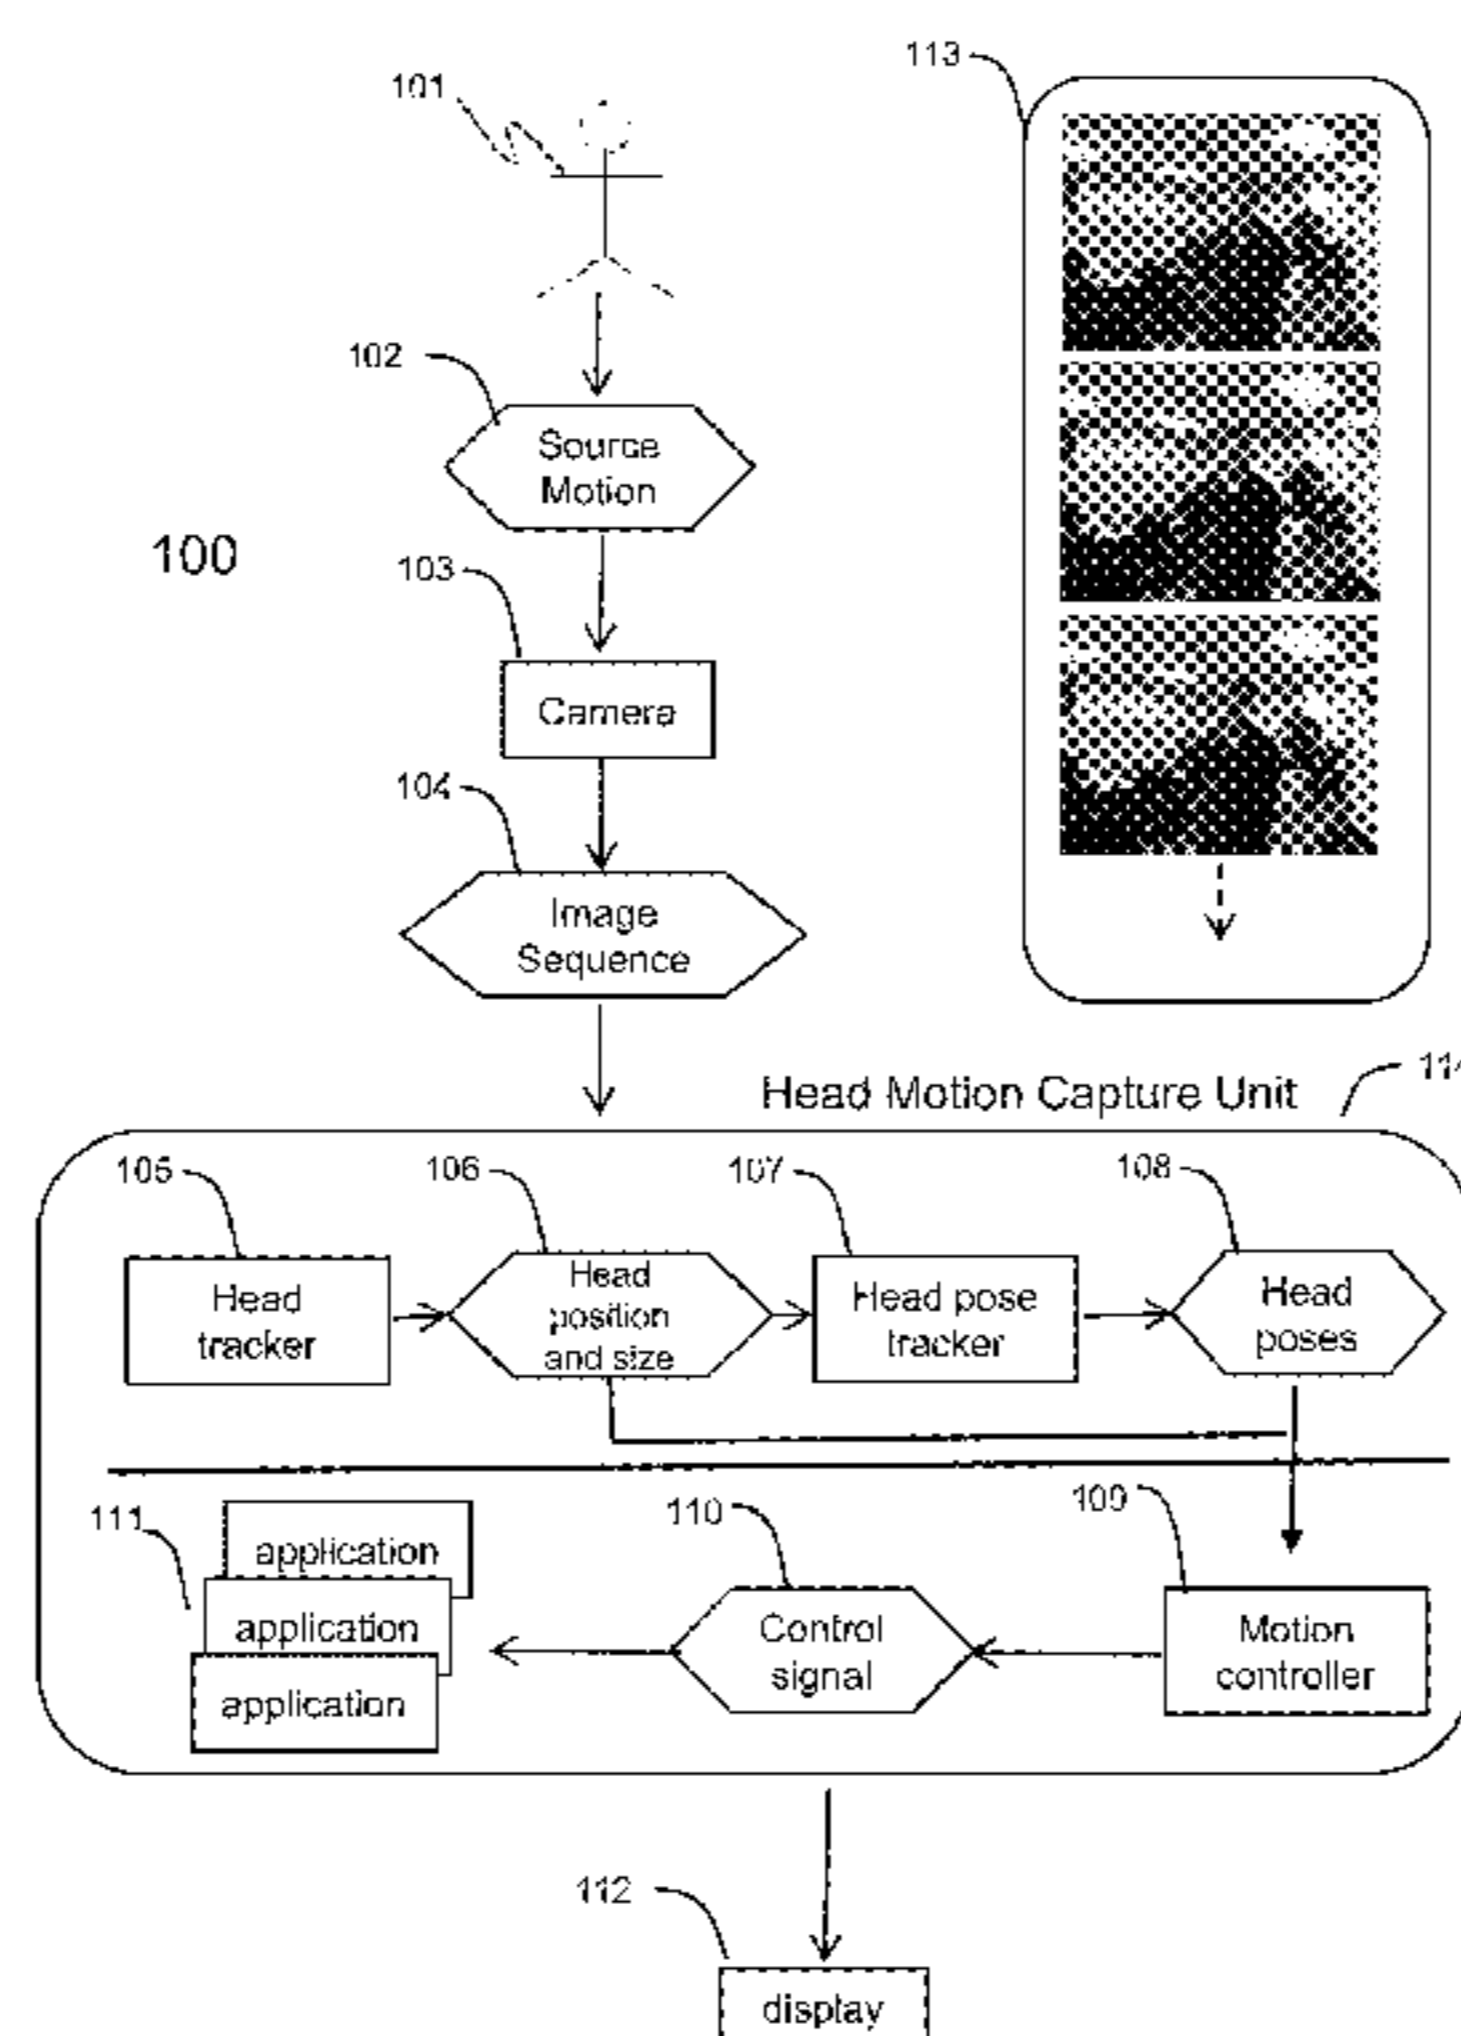 113
101
102
Source
Motion
100
103
Camera
104
Image
Sequence
Head Motion Capture Unit
105
106
107
108
Head
tracker
Head
position
and size
Head pose
tracker
Head
poses
111
application
application
application
110
Control
signal
109
Motion
controller
112
display